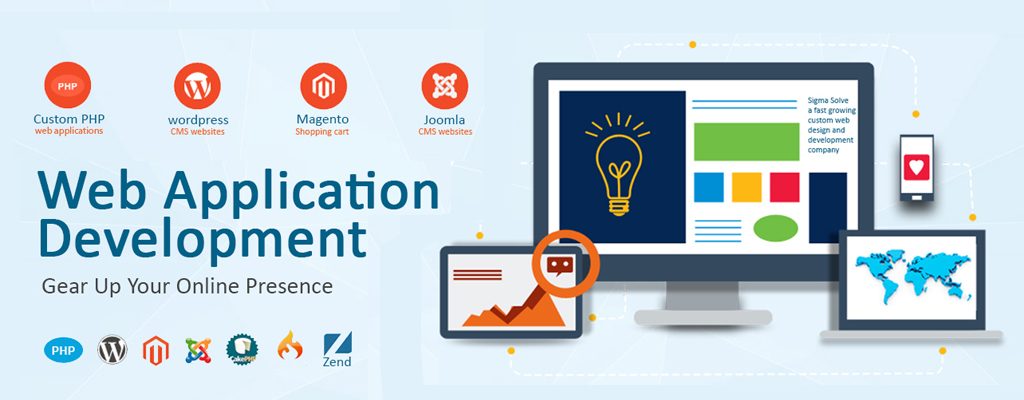 PHP
Custom PHP
web applications
wordpress
CMS websites
Magento
Shopping cart
Joomla
CMS websites
Web Application
Development
Gear Up Your Online Presence
PHP
CakePHP
Zend
Sigma Solve
a fast growing
custom web
design and
development
company